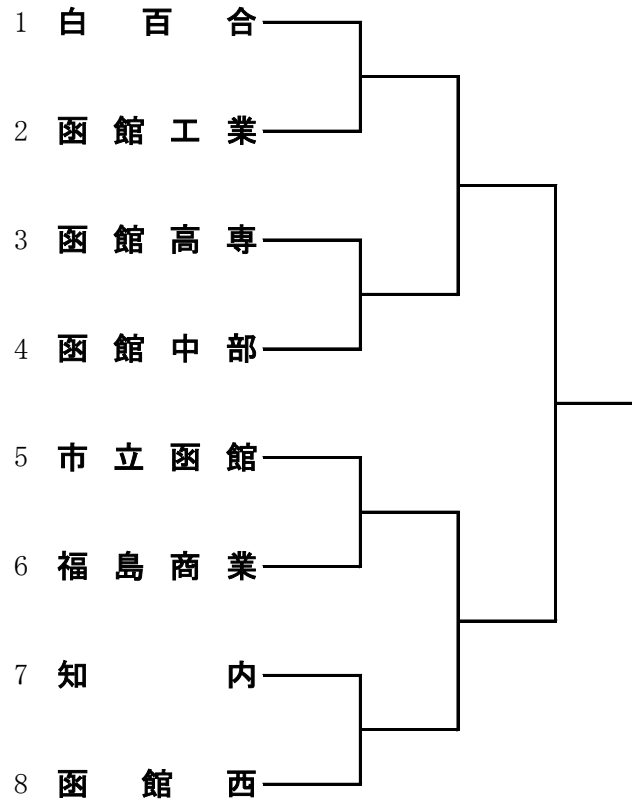 1 白百合
2 函館工業
3 函館高専
4 函館中部
5 市立函館
6 福島商業
7 知内
8 函館西